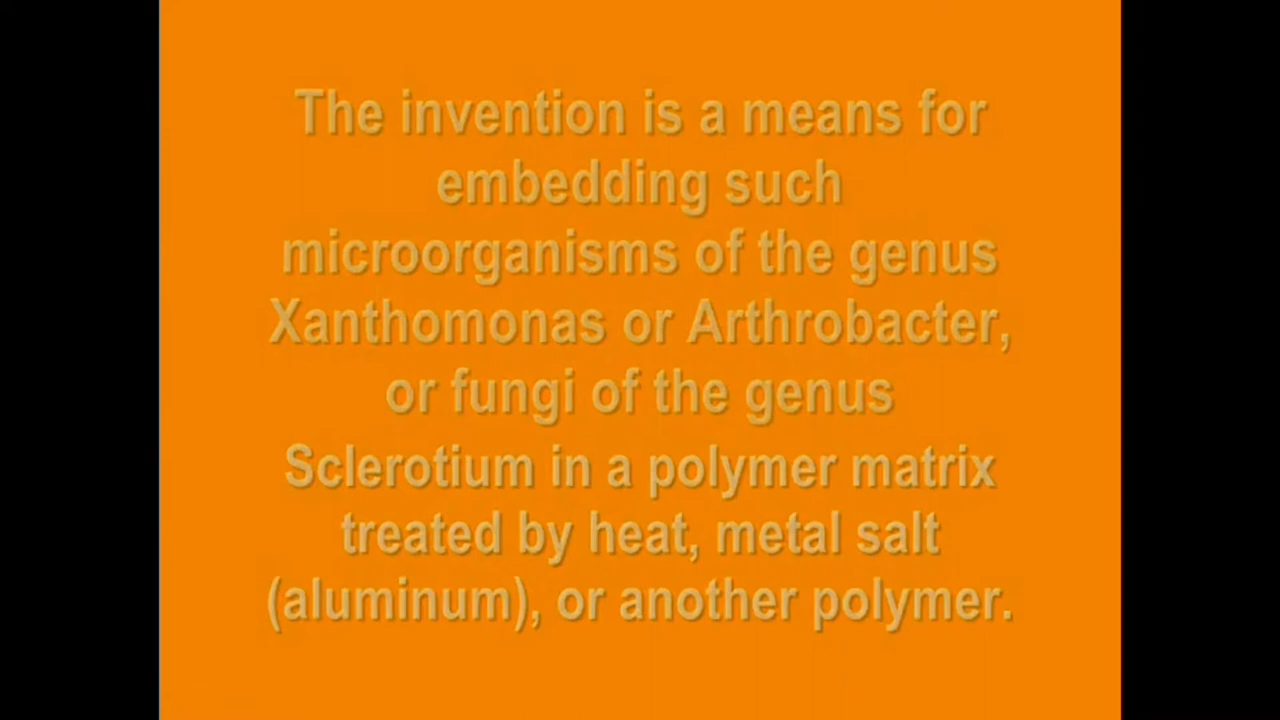 The invention is a means for
embedding such
microorganisms of the genus
Xanthomonas or Arthrobacter,
or fungi of the genus
Sclerotium in a polymer matrix
treated by heat, metal salt
(aluminum), or another polymer.